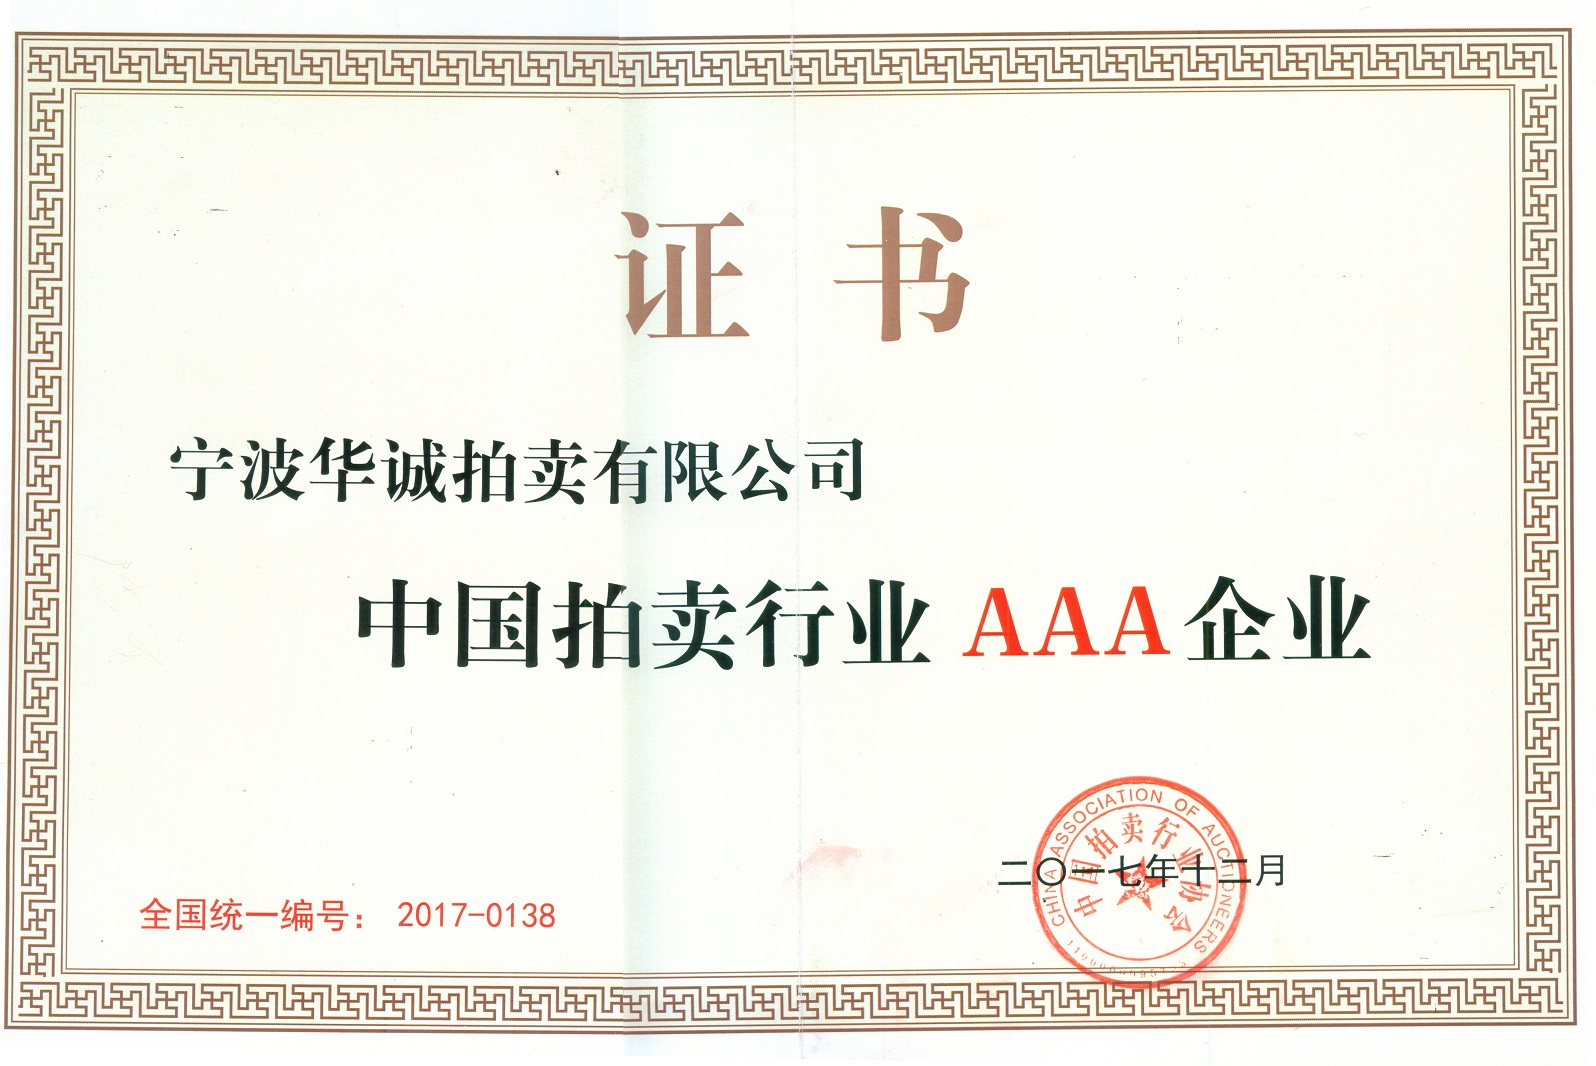 证书
宁波华诚拍卖有限公司
中国拍卖行业AAA企业
二〇一七年十二月
全国统一编号： 2017-0138
CHINA ASSOCIATION OF AUCTIONEERS
中国拍卖行业协会